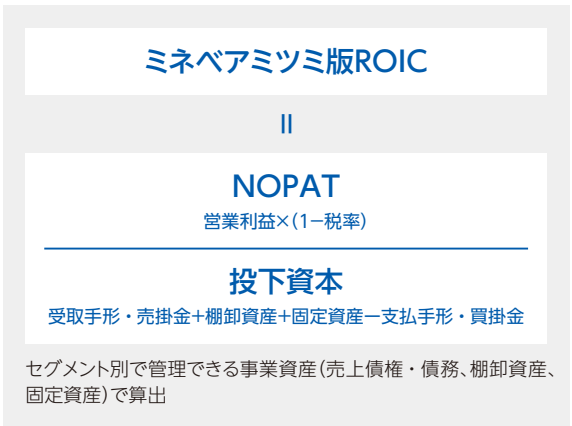 ミネベアミツミ版ROIC
=
NOPAT
営業利益×(1−税率)
投下資本
受取手形・売掛金+棚卸資産+固定資産ー支払手形・買掛金
セグメント別で管理できる事業資産(売上債権・債務、棚卸資産、
固定資産)で算出